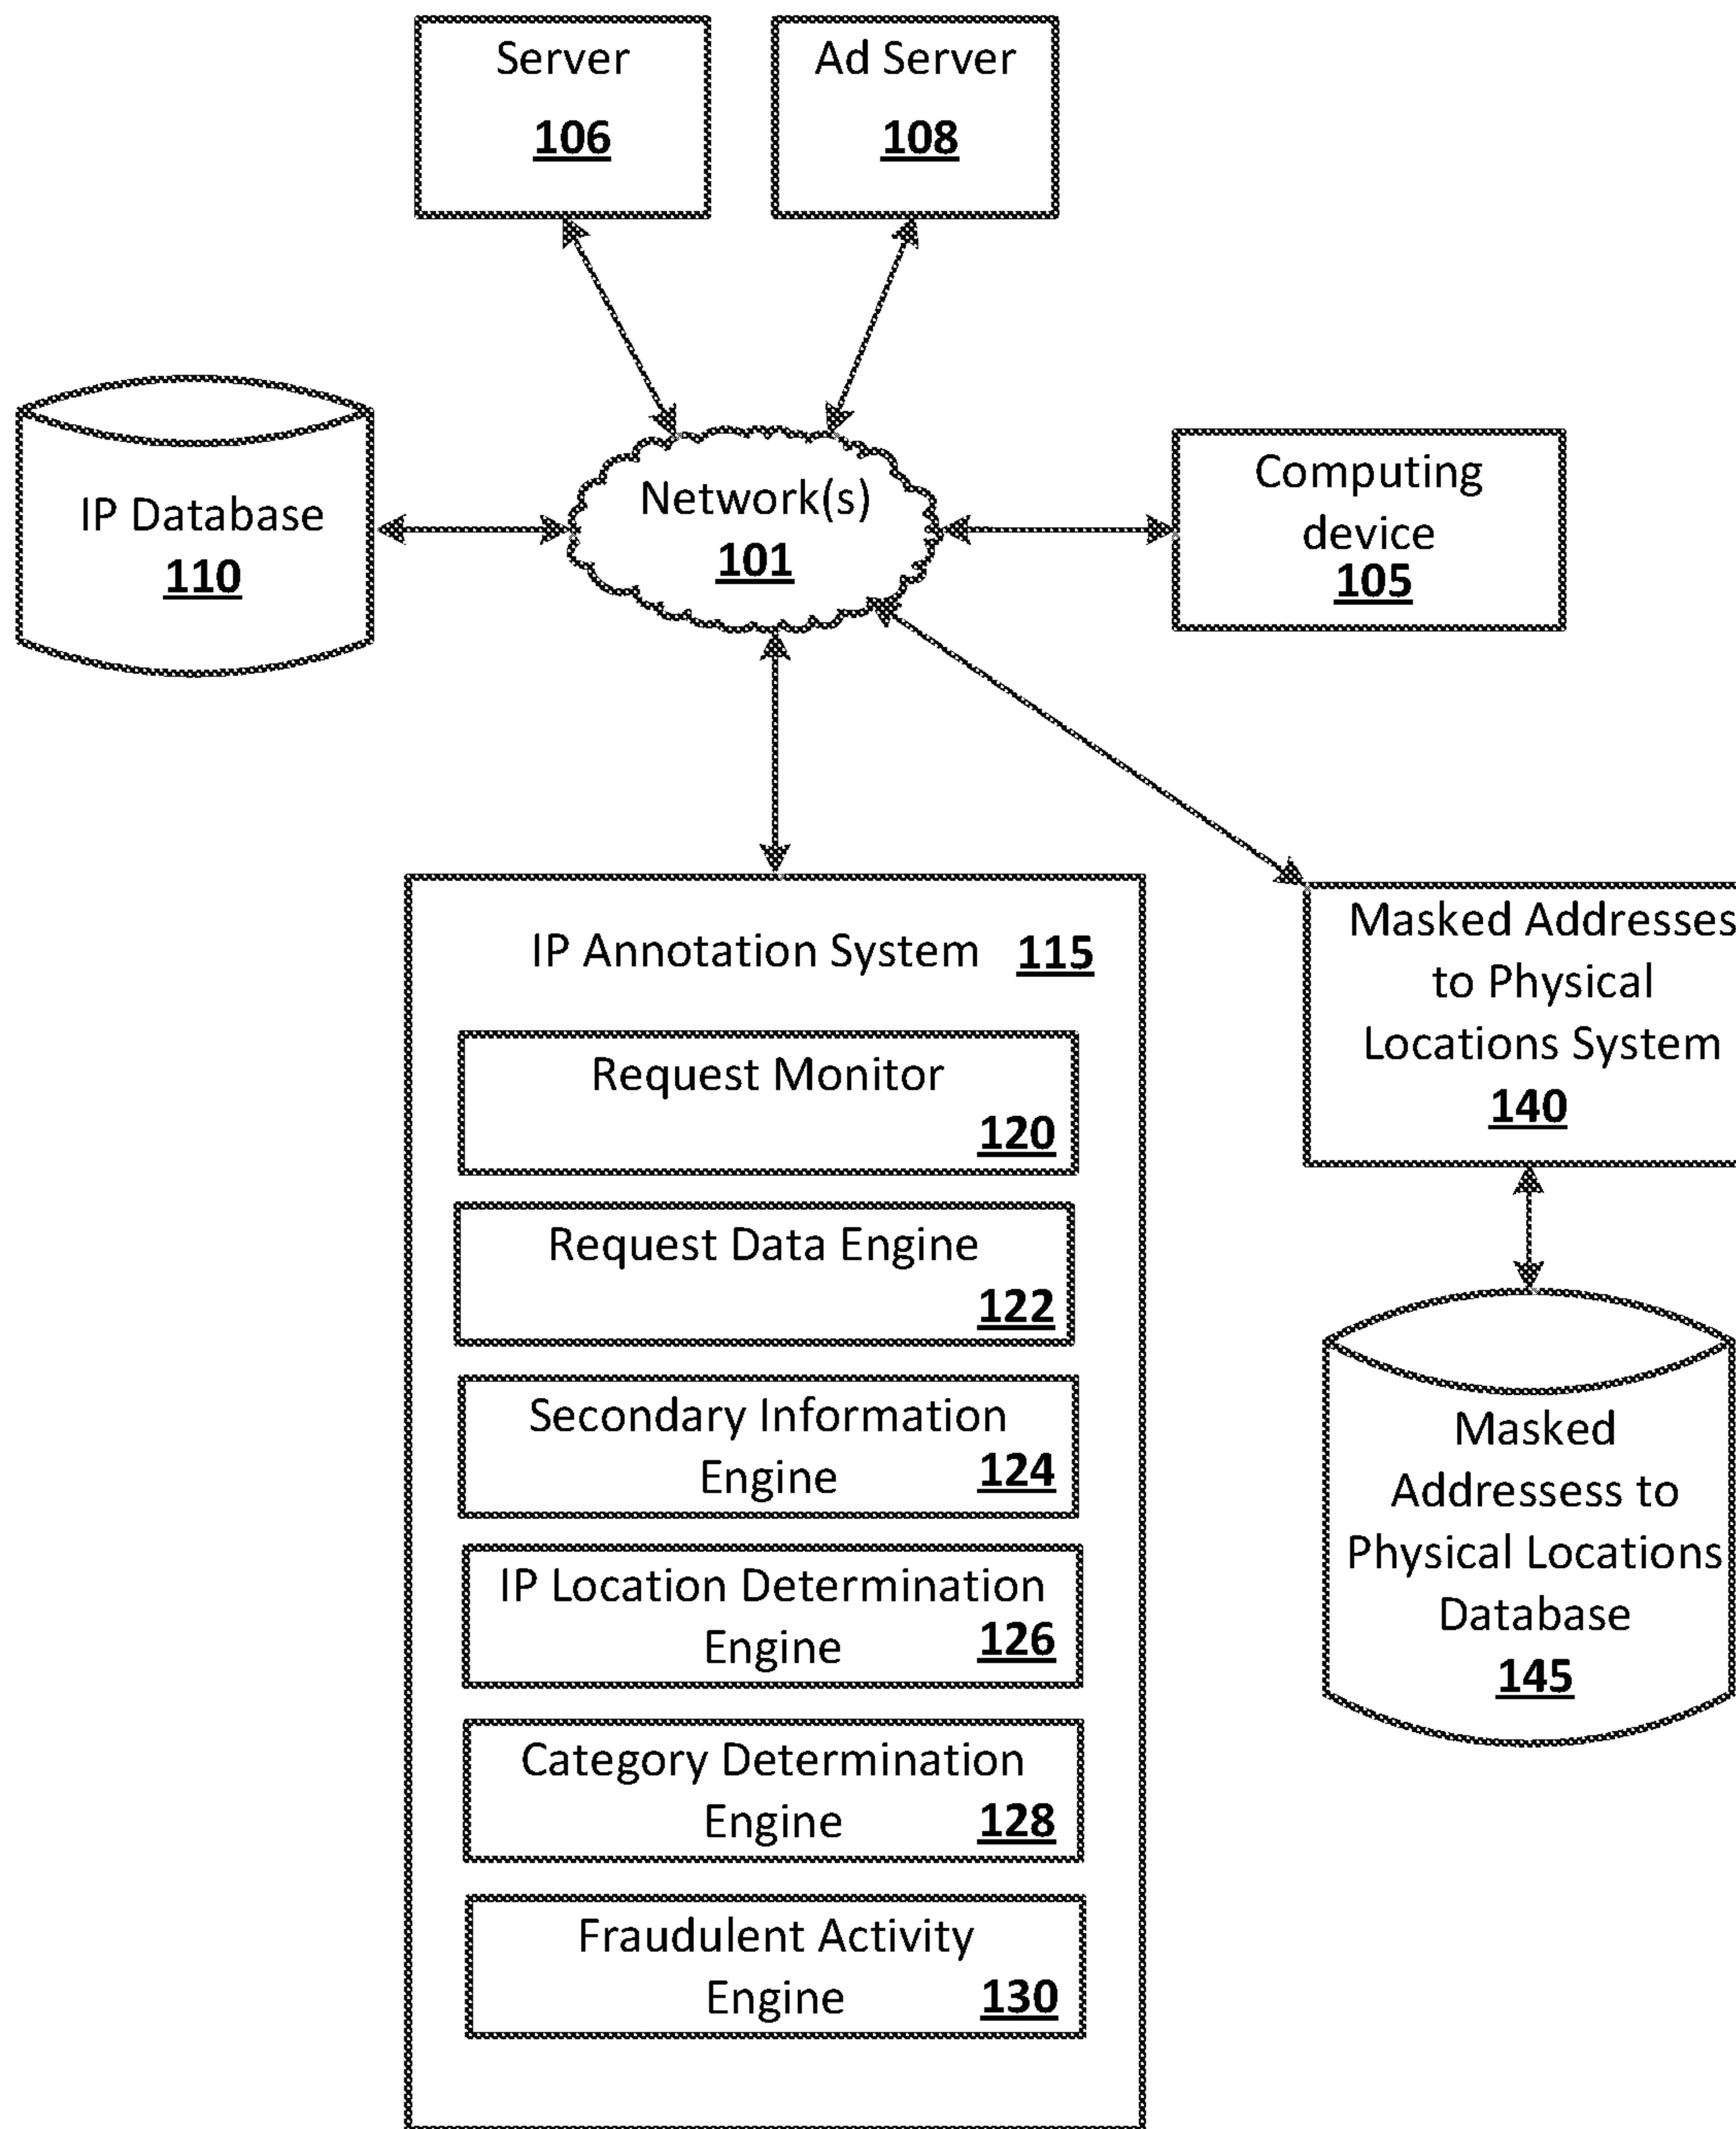 Server
106
Ad Server
108
IP Database
110
Network(s)
101
Computing
device
105
IP Annotation System 115
Request Monitor
120
Request Data Engine
122
Secondary Information
Engine 124
IP Location Determination
Engine 126
Category Determination
Engine 128
Fraudulent Activity
Engine 130
Masked Addresses
to Physical
Locations System
140
Masked
Addressess to
Physical Locations
Database
145